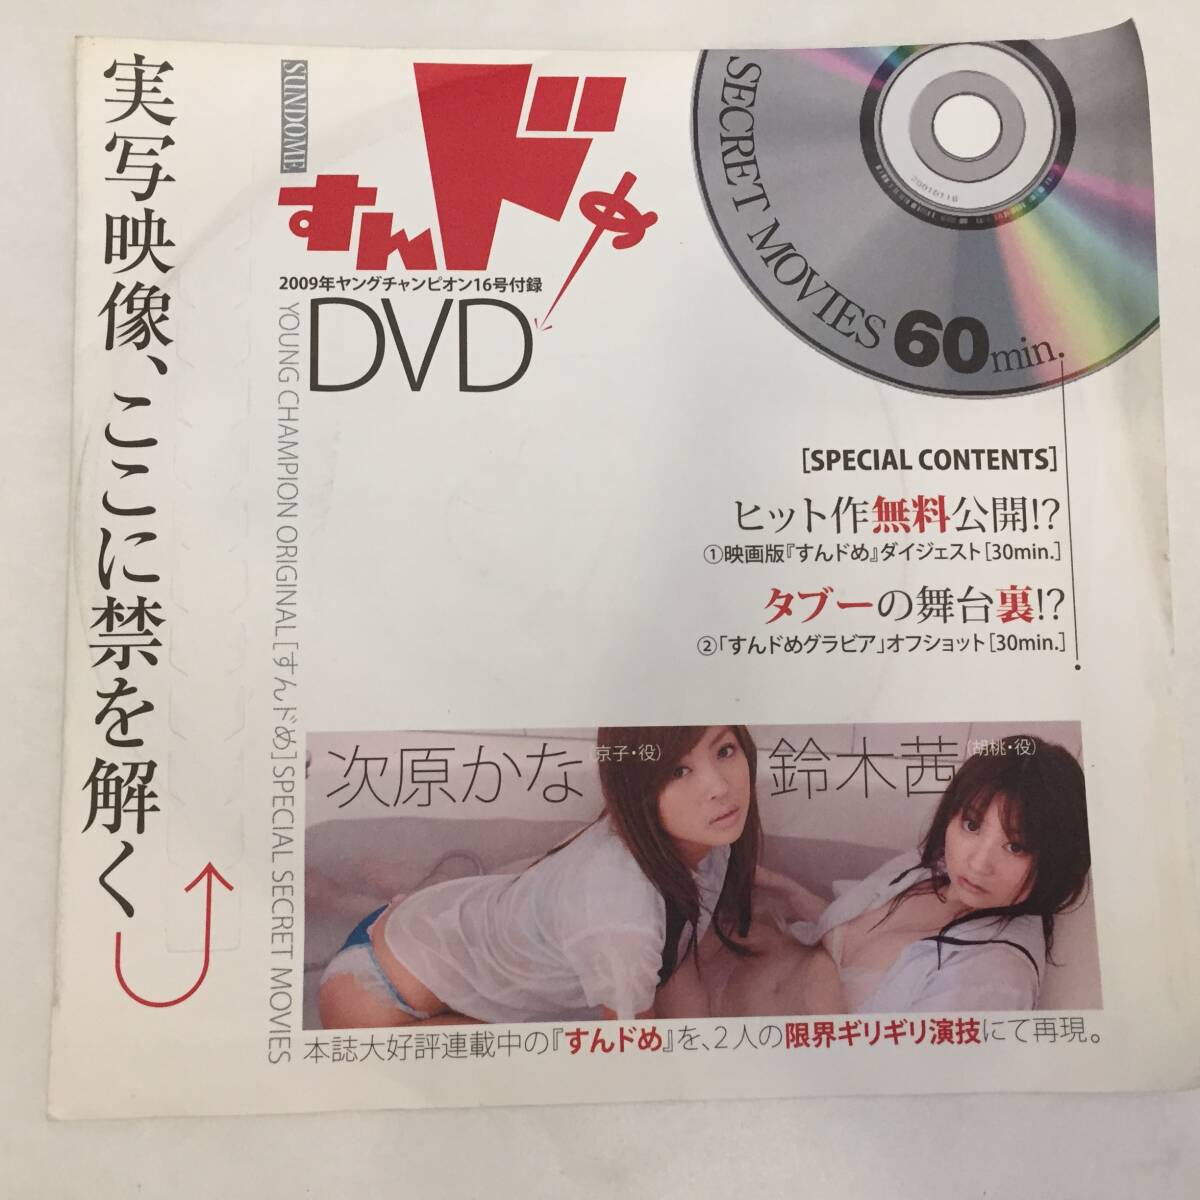 実写映像、ここに禁を解く
SUNDOME
すんドめ
2009年ヤングチャンピオン16号付録
DVD
YOUNG CHAMPION ORIGINAL [すんドめ] SPECIAL SECRET MOVIES
SECRET MOVIES 60min.
[SPECIAL CONTENTS]
ヒット作無料公開!?
①映画版『すんドめ』ダイジェスト[30min.]
タブーの舞台裏!?
②「すんドめグラビア」オフショット[30min.]
次原かな(京子・役)
鈴木茜(胡桃・役)
本誌大好評連載中の『すんドめ』を、2人の限界ギリギリ演技にて再現。